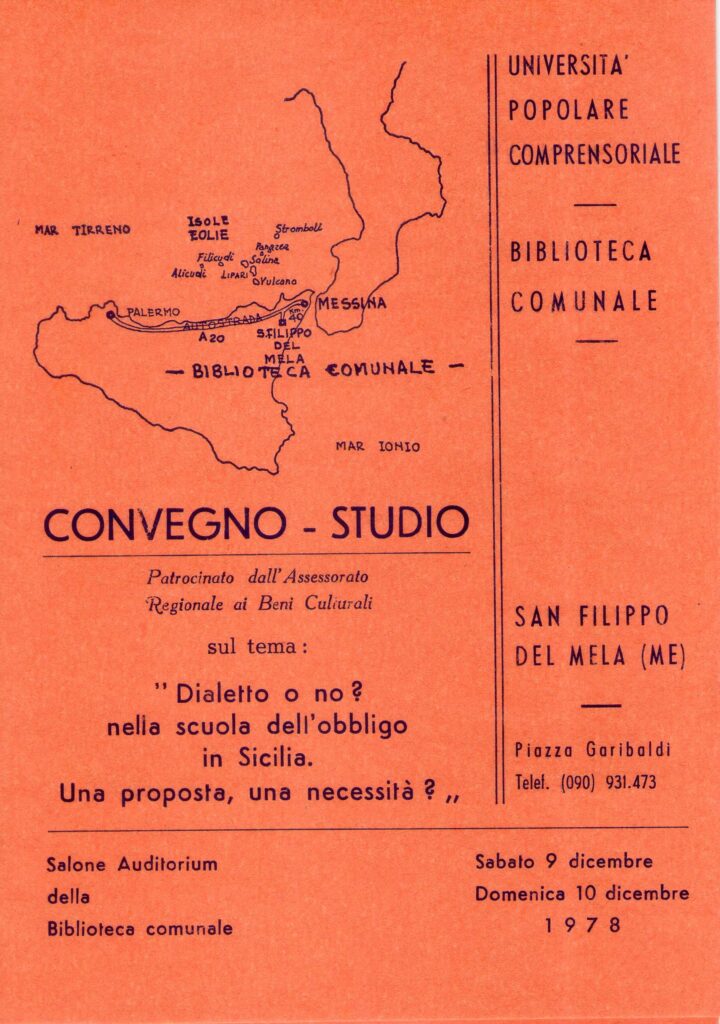 UNIVERSITA'
POPOLARE
COMPRENSORIALE
BIBLIOTECA
COMUNALE
MAR TIRRENO
ISOLE
EOLIE
Stromboli
Panarea
Filicudi
Salina
Alicudi
LIPARI
Vulcano
PALERMO
MESSINA
AUTOSTRADA
Km
40
A20
S.FILIPPO
DEL
MELA
— BIBLIOTECA COMUNALE —
MAR IONIO
CONVEGNO - STUDIO
Patrocinato dall'Assessorato
Regionale ai Beni Culturali
sul tema:
" Dialetto o no?
nella scuola dell'obbligo
in Sicilia.
Una proposta, una necessità? „
SAN FILIPPO
DEL MELA (ME)
Piazza Garibaldi
Telef. (090) 931.473
Salone Auditorium
della
Biblioteca comunale
Sabato 9 dicembre
Domenica 10 dicembre
1978